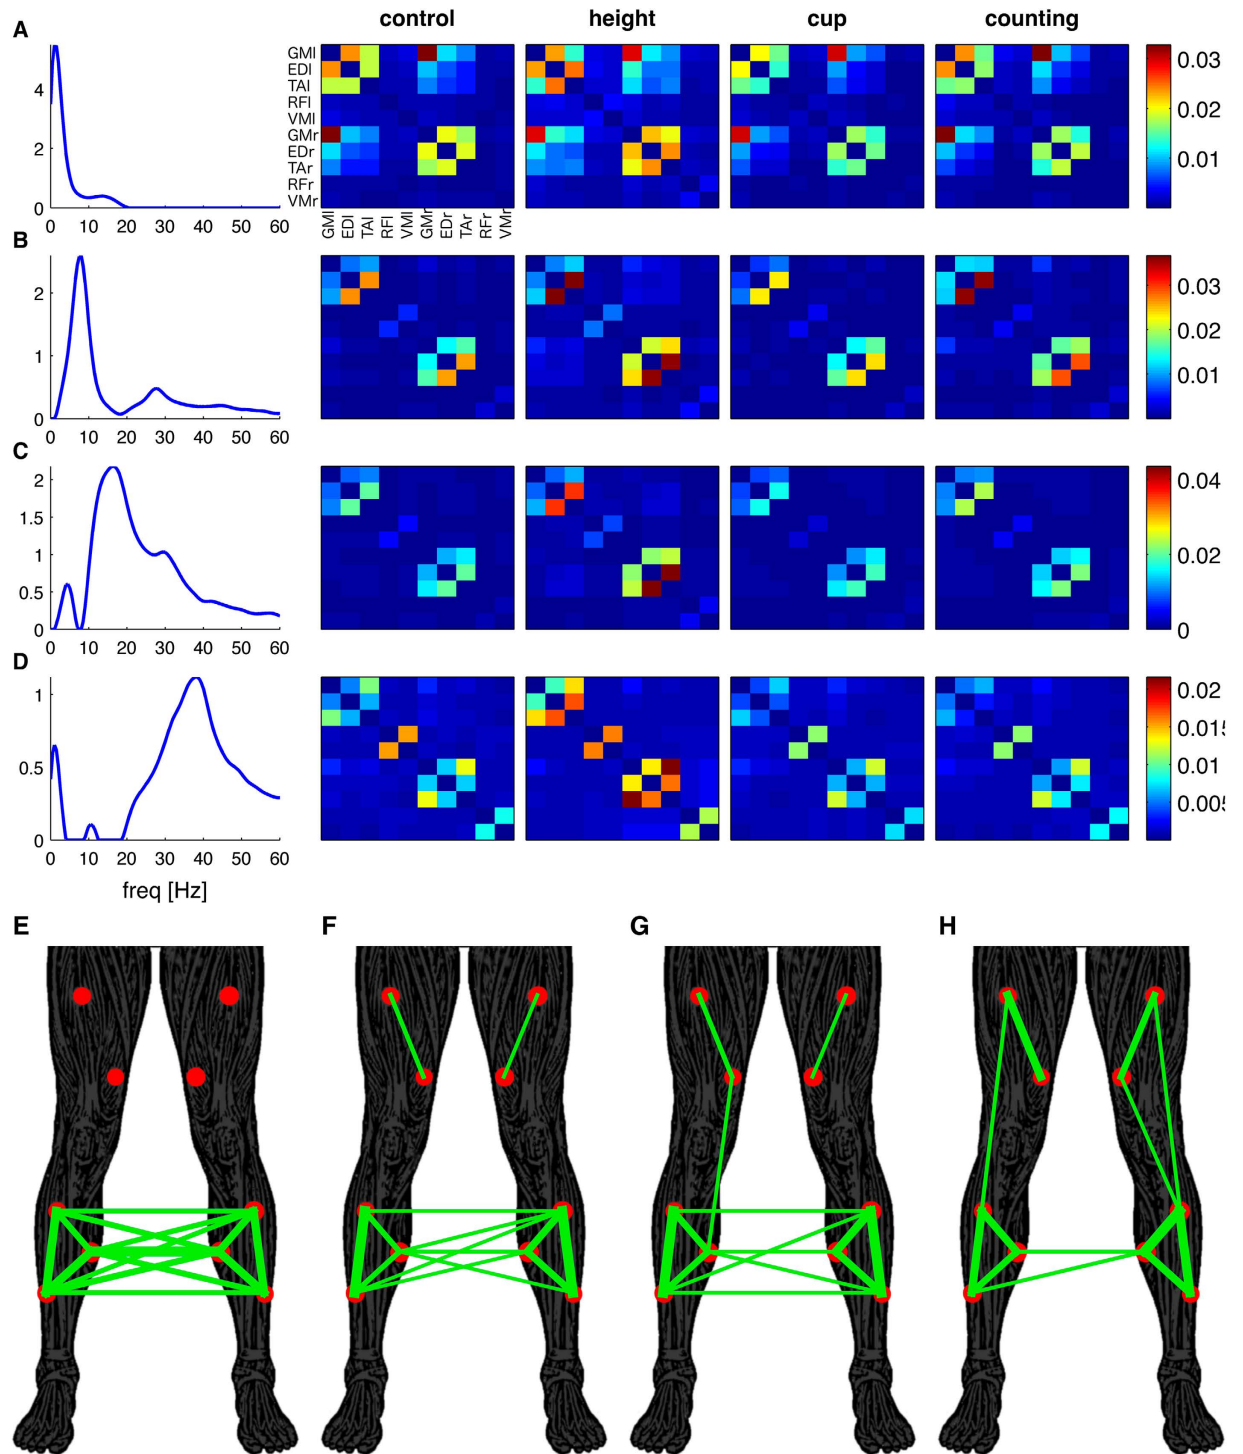 control height cup counting
A
4
2
0
0 10 20 30 40 50 60
GMl
EDl
TAl
RFl
VMl
GMr
EDr
TAr
RFr
VMr
GMl EDl TAl RFl VMl GMr EDr TAr RFr VMr
0.03
0.02
0.01
B
2
1
0
0 10 20 30 40 50 60
0.03
0.02
0.01
C
2
1.5
1
0.5
0
0 10 20 30 40 50 60
0.04
0.02
0
D
1
0.5
0
0 10 20 30 40 50 60
freq [Hz]
0.02
0.015
0.01
0.005
E F G H